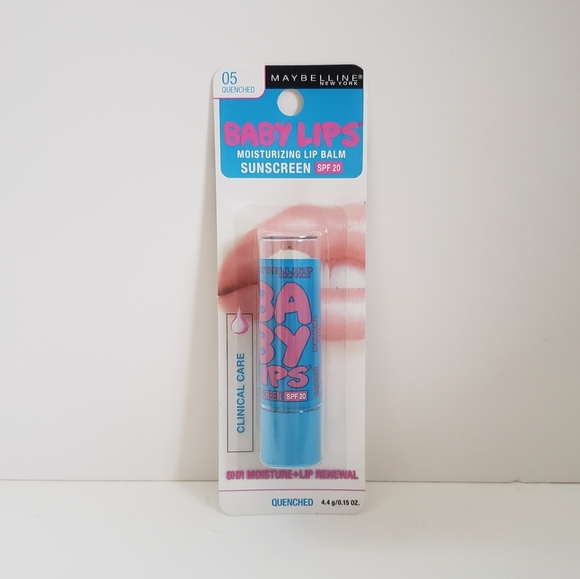 05
QUENCHED
MAYBELLINE®
NEW YORK
BABY LIPS
MOISTURIZING LIP BALM
SUNSCREEN SPF 20
BA
BY
LIPS
SPF 20
CLINICAL CARE
8HR MOISTURE+LIP RENEWAL
QUENCHED 4.4 g/0.15 OZ.